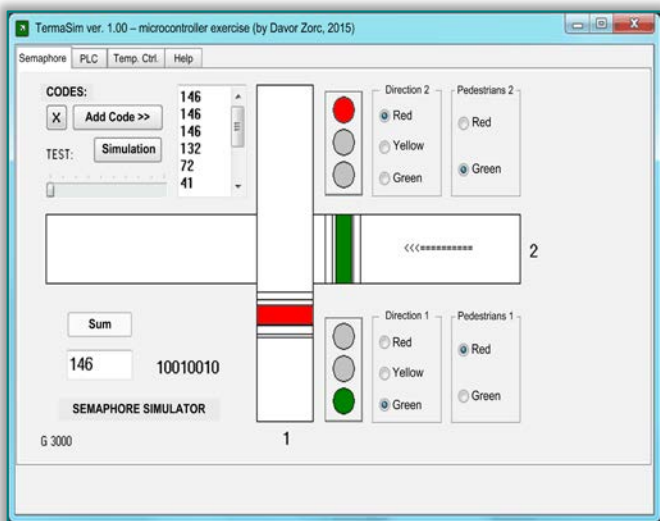 TermaSim ver. 1.00 – microcontroller exercise (by Davor Zorc, 2015)
Semaphore PLC Temp. Ctrl. Help
CODES:
X Add Code >>
TEST: Simulation
146
146
146
132
72
41
Direction 2
Red
Yellow
Green
Pedestrians 2
Red
Green
<<<==========
2
Sum
146 10010010
SEMAPHORE SIMULATOR
G 3000
1
Direction 1
Red
Yellow
Green
Pedestrians 1
Red
Green